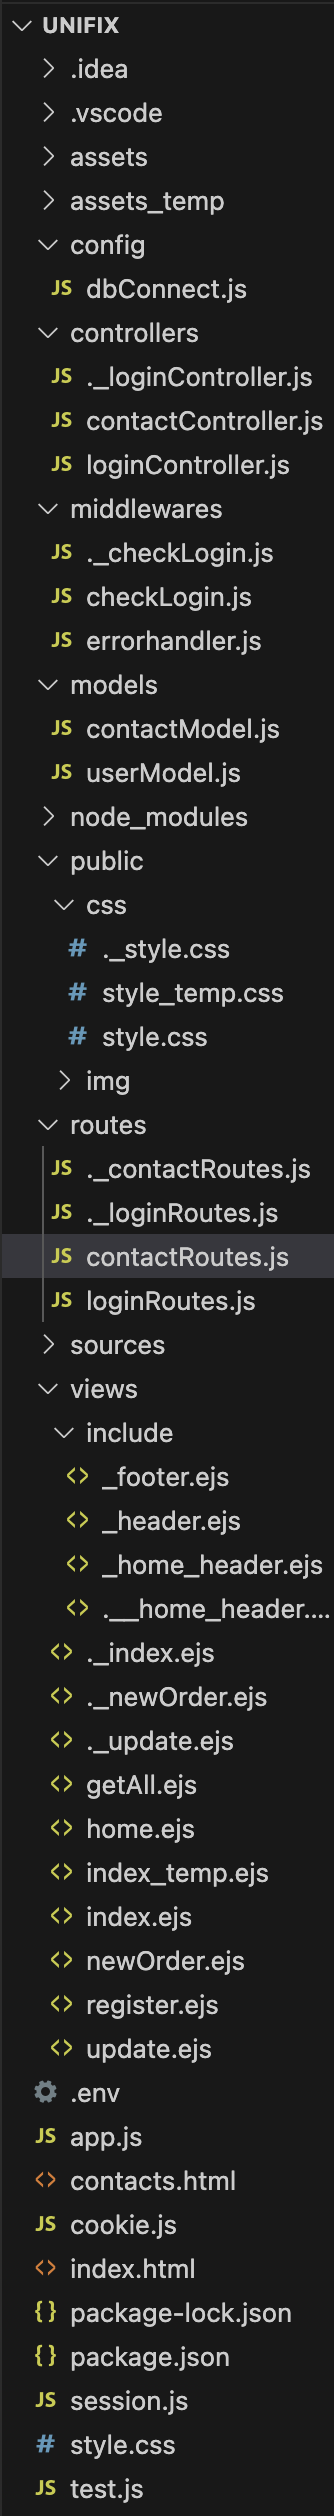 UNIFIX
.idea
.vscode
assets
assets_temp
config
JS dbConnect.js
controllers
JS ._loginController.js
JS contactController.js
JS loginController.js
middlewares
JS ._checkLogin.js
JS checkLogin.js
JS errorhandler.js
models
JS contactModel.js
JS userModel.js
node_modules
public
css
# ._style.css
# style_temp.css
# style.css
img
routes
JS ._contactRoutes.js
JS ._loginRoutes.js
JS contactRoutes.js
JS loginRoutes.js
sources
views
include
<> _footer.ejs
<> _header.ejs
<> _home_header.ejs
<> .__home_header....
<> ._index.ejs
<> ._newOrder.ejs
<> ._update.ejs
<> getAll.ejs
<> home.ejs
<> index_temp.ejs
<> index.ejs
<> newOrder.ejs
<> register.ejs
<> update.ejs
.env
JS app.js
<> contacts.html
JS cookie.js
<> index.html
{} package-lock.json
{} package.json
JS session.js
# style.css
JS test.js